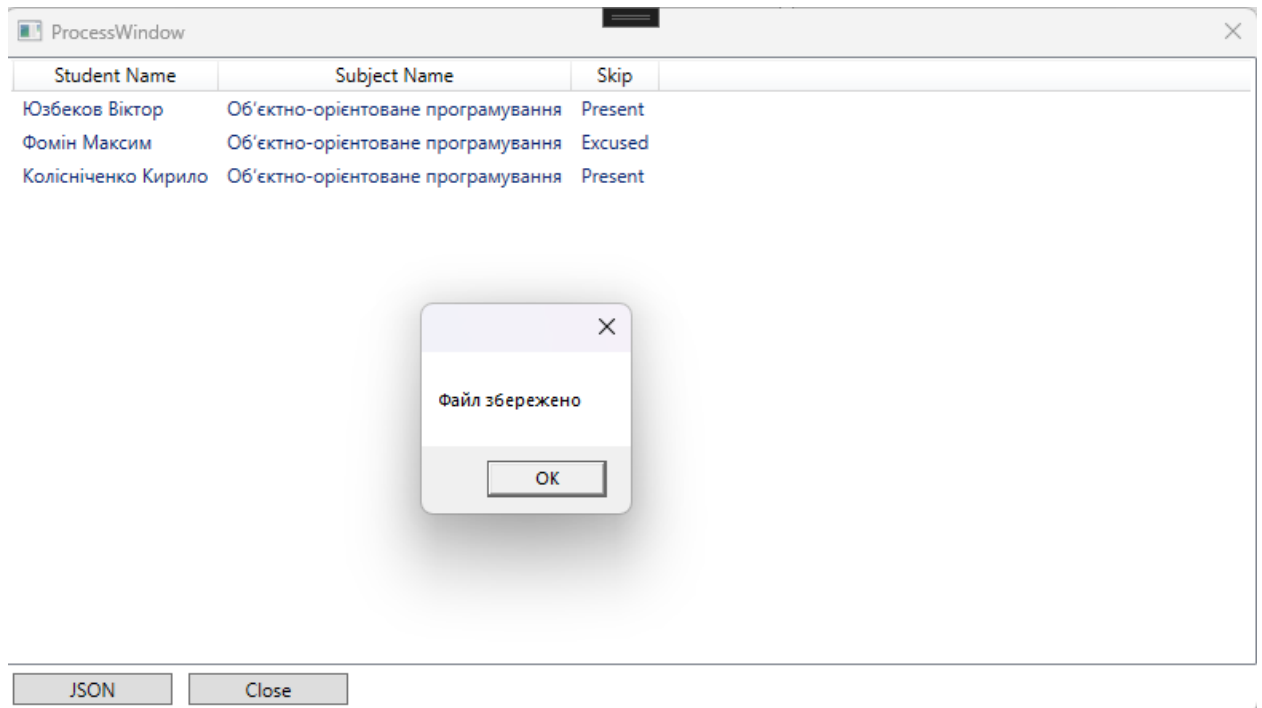 ProcessWindow
Student Name Subject Name Skip
Юзбеков Віктор Об’єктно-орієнтоване програмування Present
Фомін Максим Об’єктно-орієнтоване програмування Excused
Колісніченко Кирило Об’єктно-орієнтоване програмування Present
Файл збережено
OK
JSON Close